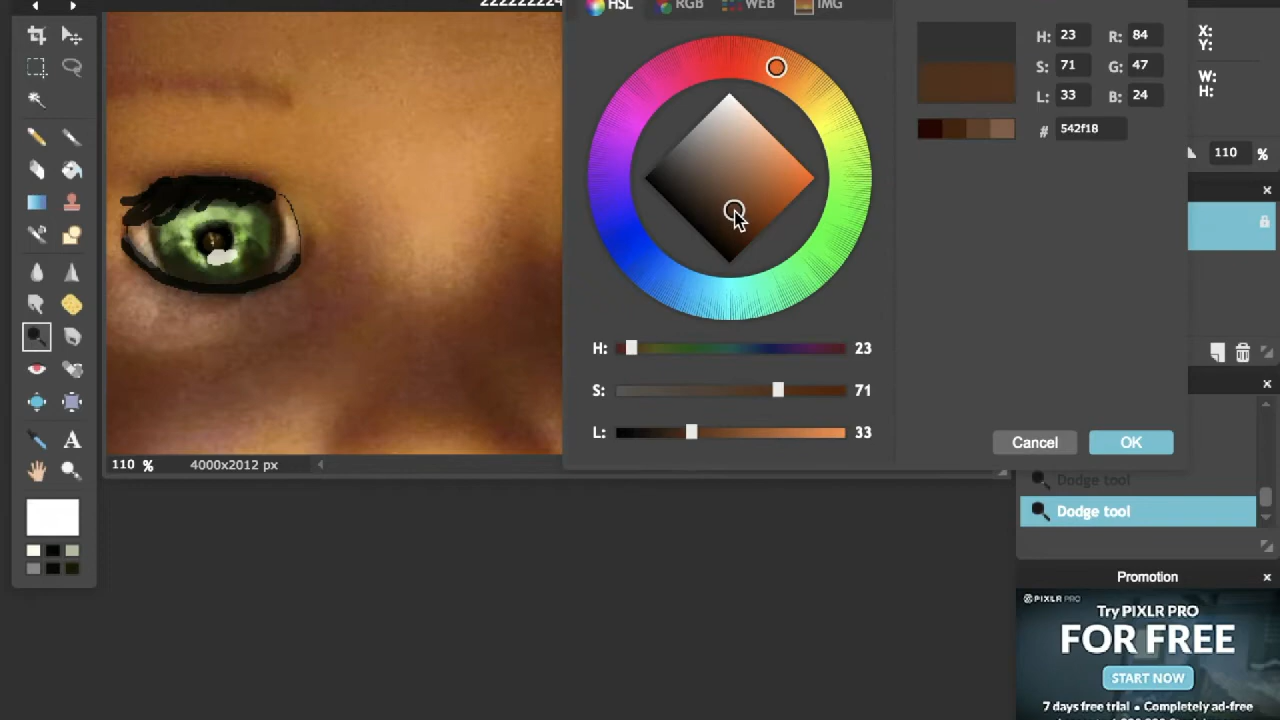 222222224
HSL RGB WEB IMG
H: 23 R: 84
S: 71 G: 47
L: 33 B: 24
# 542f18
X:
Y:
W:
H:
110 %
H: 23
S: 71
L: 33
Cancel OK
110 % 4000x2012 px
A
Dodge tool
Dodge tool
Promotion
PIXLR PRO
Try PIXLR PRO
FOR FREE
START NOW
7 days free trial • Completely ad-free